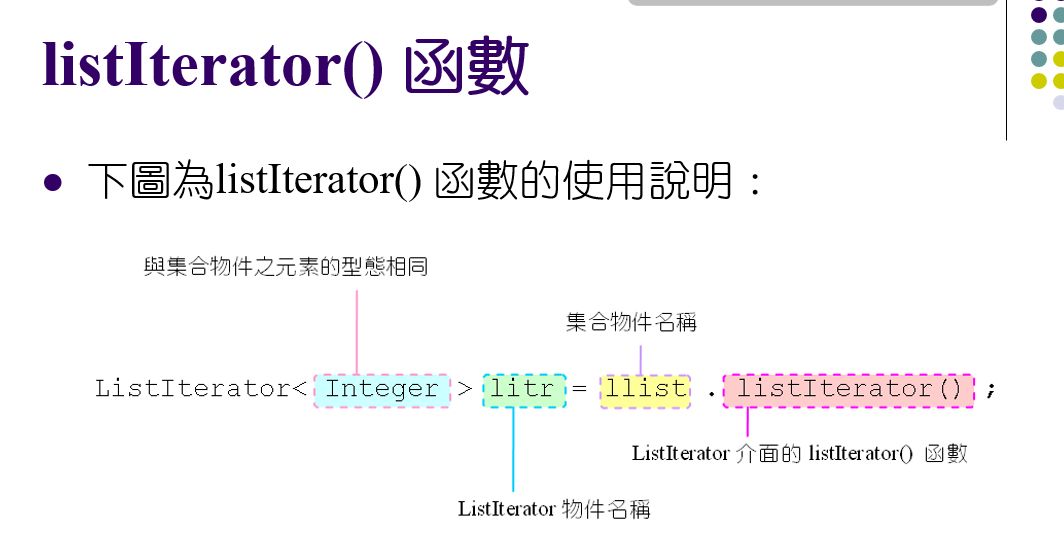 listIterator() 函數
● 下圖為listIterator() 函數的使用說明：
與集合物件之元素的型態相同
集合物件名稱
ListIterator<Integer> litr = llist.listIterator();
ListIterator 介面的 listIterator() 函數
ListIterator 物件名稱